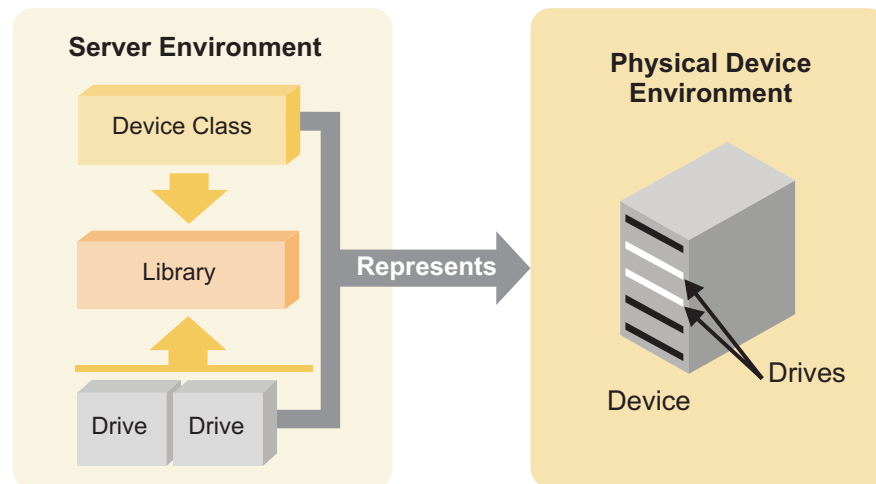 Server Environment
Device Class
Library
Drive
Drive
Represents
Physical Device
Environment
Drives
Device